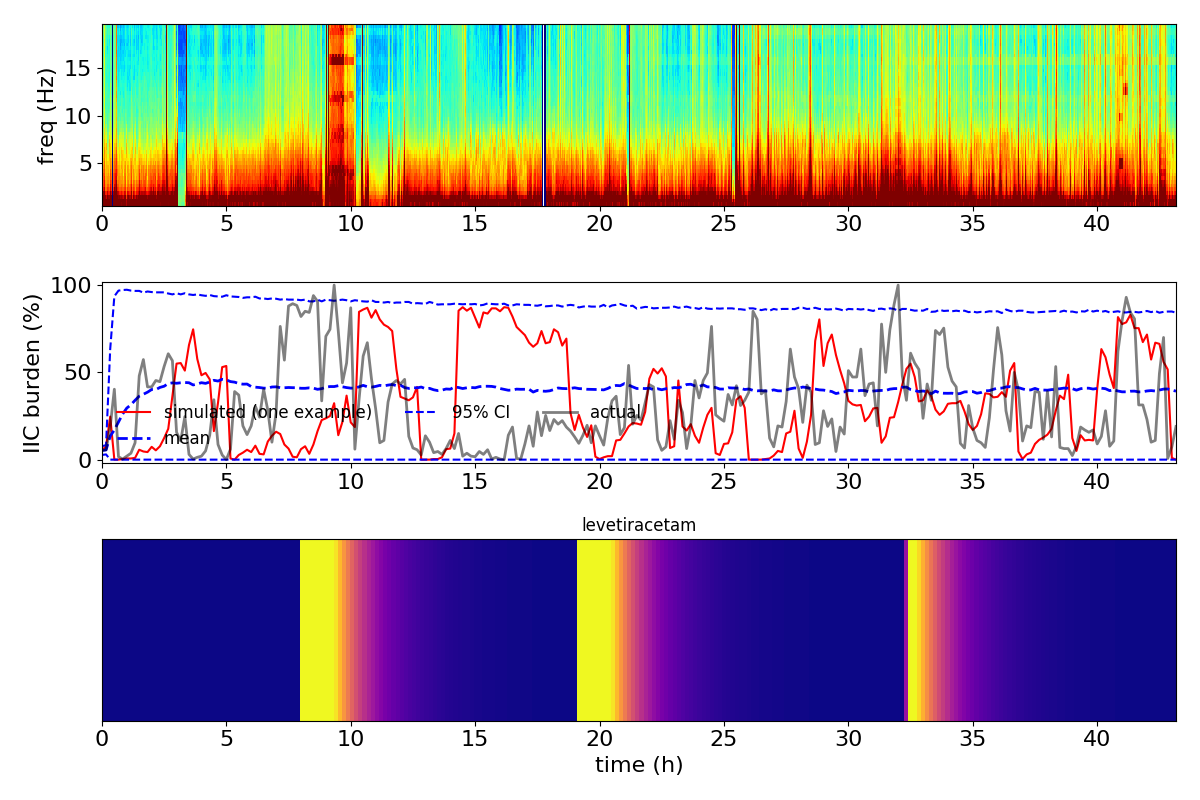 freq (Hz)
15
10
5
0 5 10 15 20 25 30 35 40
IIC burden (%)
100
50
0
simulated (one example) 95% CI actual
mean
0 5 10 15 20 25 30 35 40
levetiracetam
0 5 10 15 20 25 30 35 40
time (h)